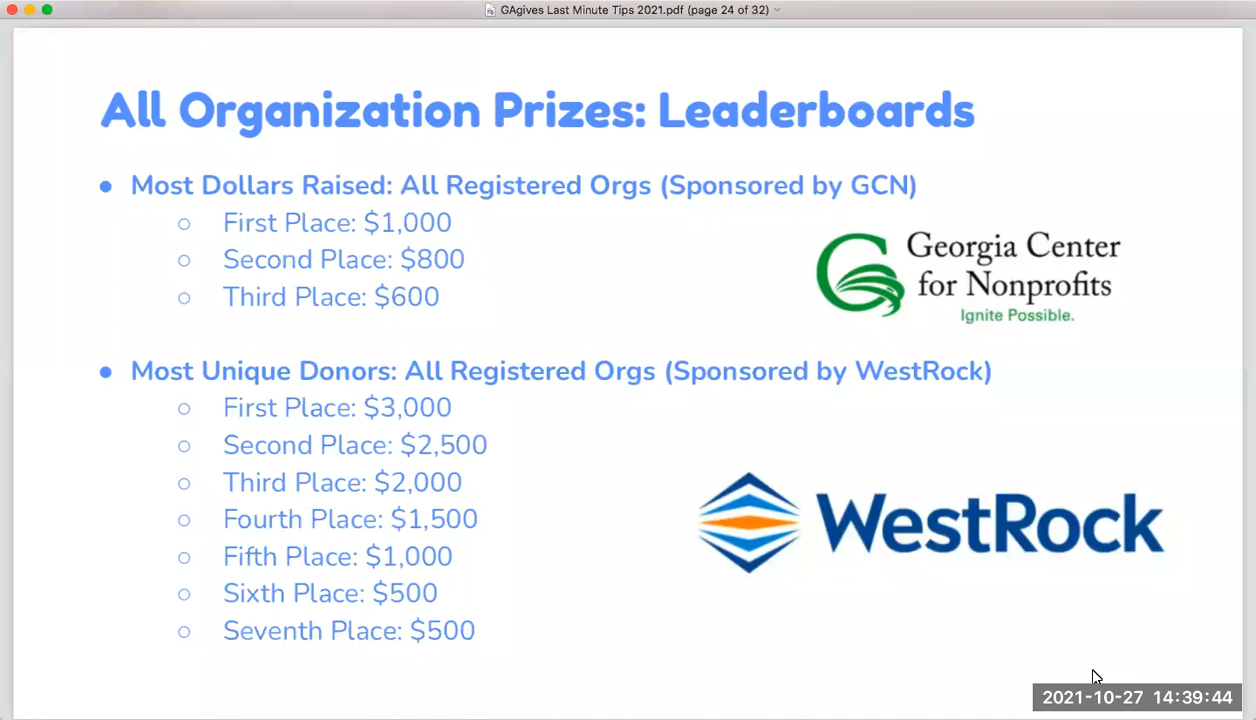 GAgives Last Minute Tips 2021.pdf (page 24 of 32)
All Organization Prizes: Leaderboards
● Most Dollars Raised: All Registered Orgs (Sponsored by GCN)
○ First Place: $1,000
○ Second Place: $800
○ Third Place: $600
Georgia Center
for Nonprofits
Ignite Possible.
● Most Unique Donors: All Registered Orgs (Sponsored by WestRock)
○ First Place: $3,000
○ Second Place: $2,500
○ Third Place: $2,000
○ Fourth Place: $1,500
○ Fifth Place: $1,000
○ Sixth Place: $500
○ Seventh Place: $500
WestRock
2021-10-27 14:39:44